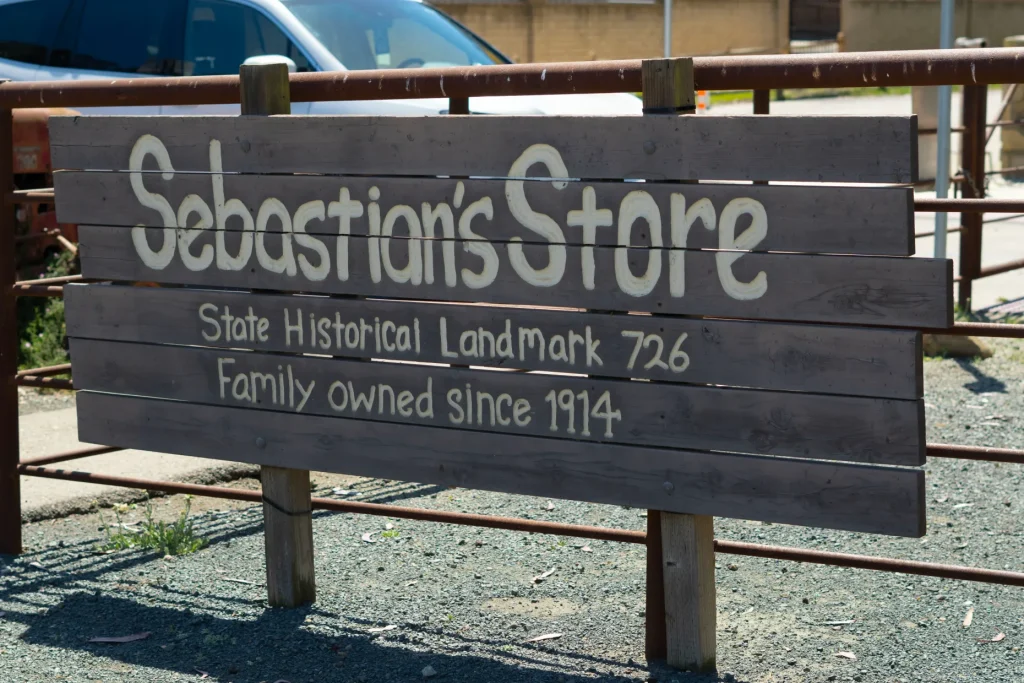 Sebastian's Store
State Historical Landmark 726
Family owned since 1914